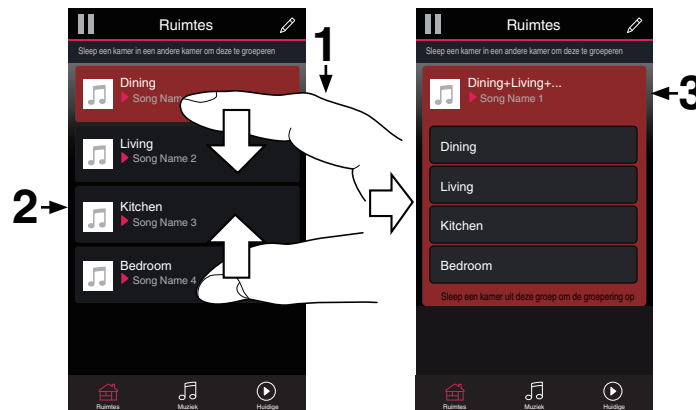 Ruimtes
Sleep een kamer in een andere kamer om deze te groeperen
1
Dining
Song Nam
Living
Song Name 2
2
Kitchen
Song Name 3
Bedroom
Song Name 4
Ruimtes
Muziek
Huidige
Ruimtes
Sleep een kamer in een andere kamer om deze te groeperen
Dining+Living+...
Song Name 1
3
Dining
Living
Kitchen
Bedroom
Sleep een kamer uit deze groep om de groepering op
Ruimtes
Muziek
Huidige